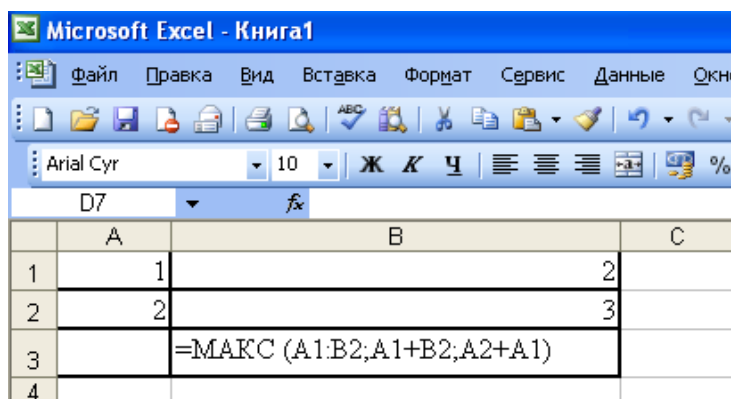 Microsoft Excel - Книга1
Файл Правка Вид Вставка Формат Сервис Данные Окн
ABC
Arial Cyr 10 Ж К Ч %
D7 fx
A B C
1 1 2
2 2 3
3 =МАКС (A1:B2;A1+B2;A2+A1)
4